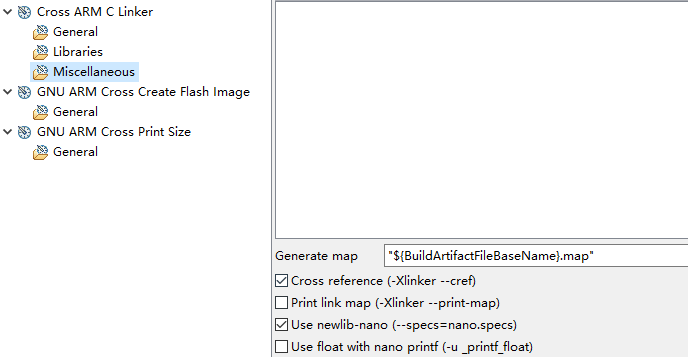 Cross ARM C Linker
General
Libraries
Miscellaneous
GNU ARM Cross Create Flash Image
General
GNU ARM Cross Print Size
General
Generate map "${BuildArtifactFileBaseName}.map"
Cross reference (-Xlinker --cref)
Print link map (-Xlinker --print-map)
Use newlib-nano (--specs=nano.specs)
Use float with nano printf (-u _printf_float)